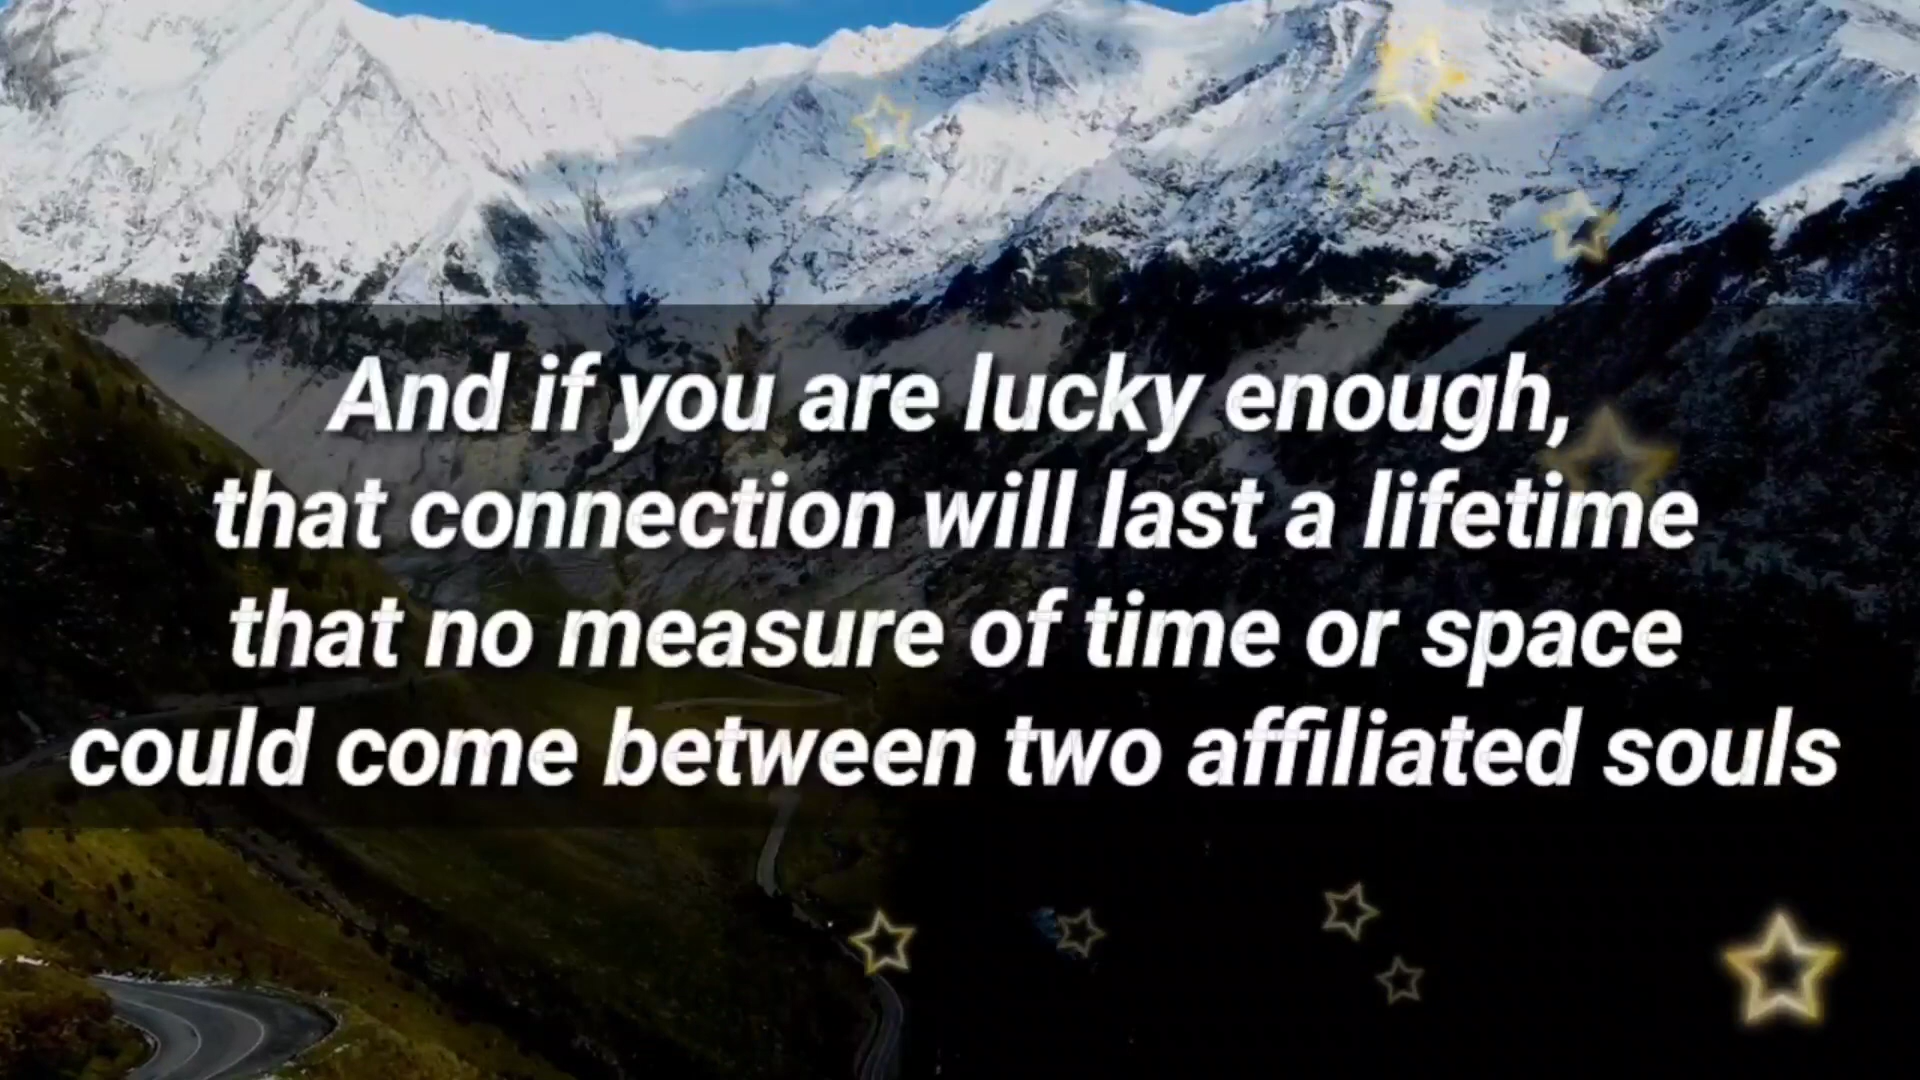 And if you are lucky enough,
that connection will last a lifetime
that no measure of time or space
could come between two affiliated souls